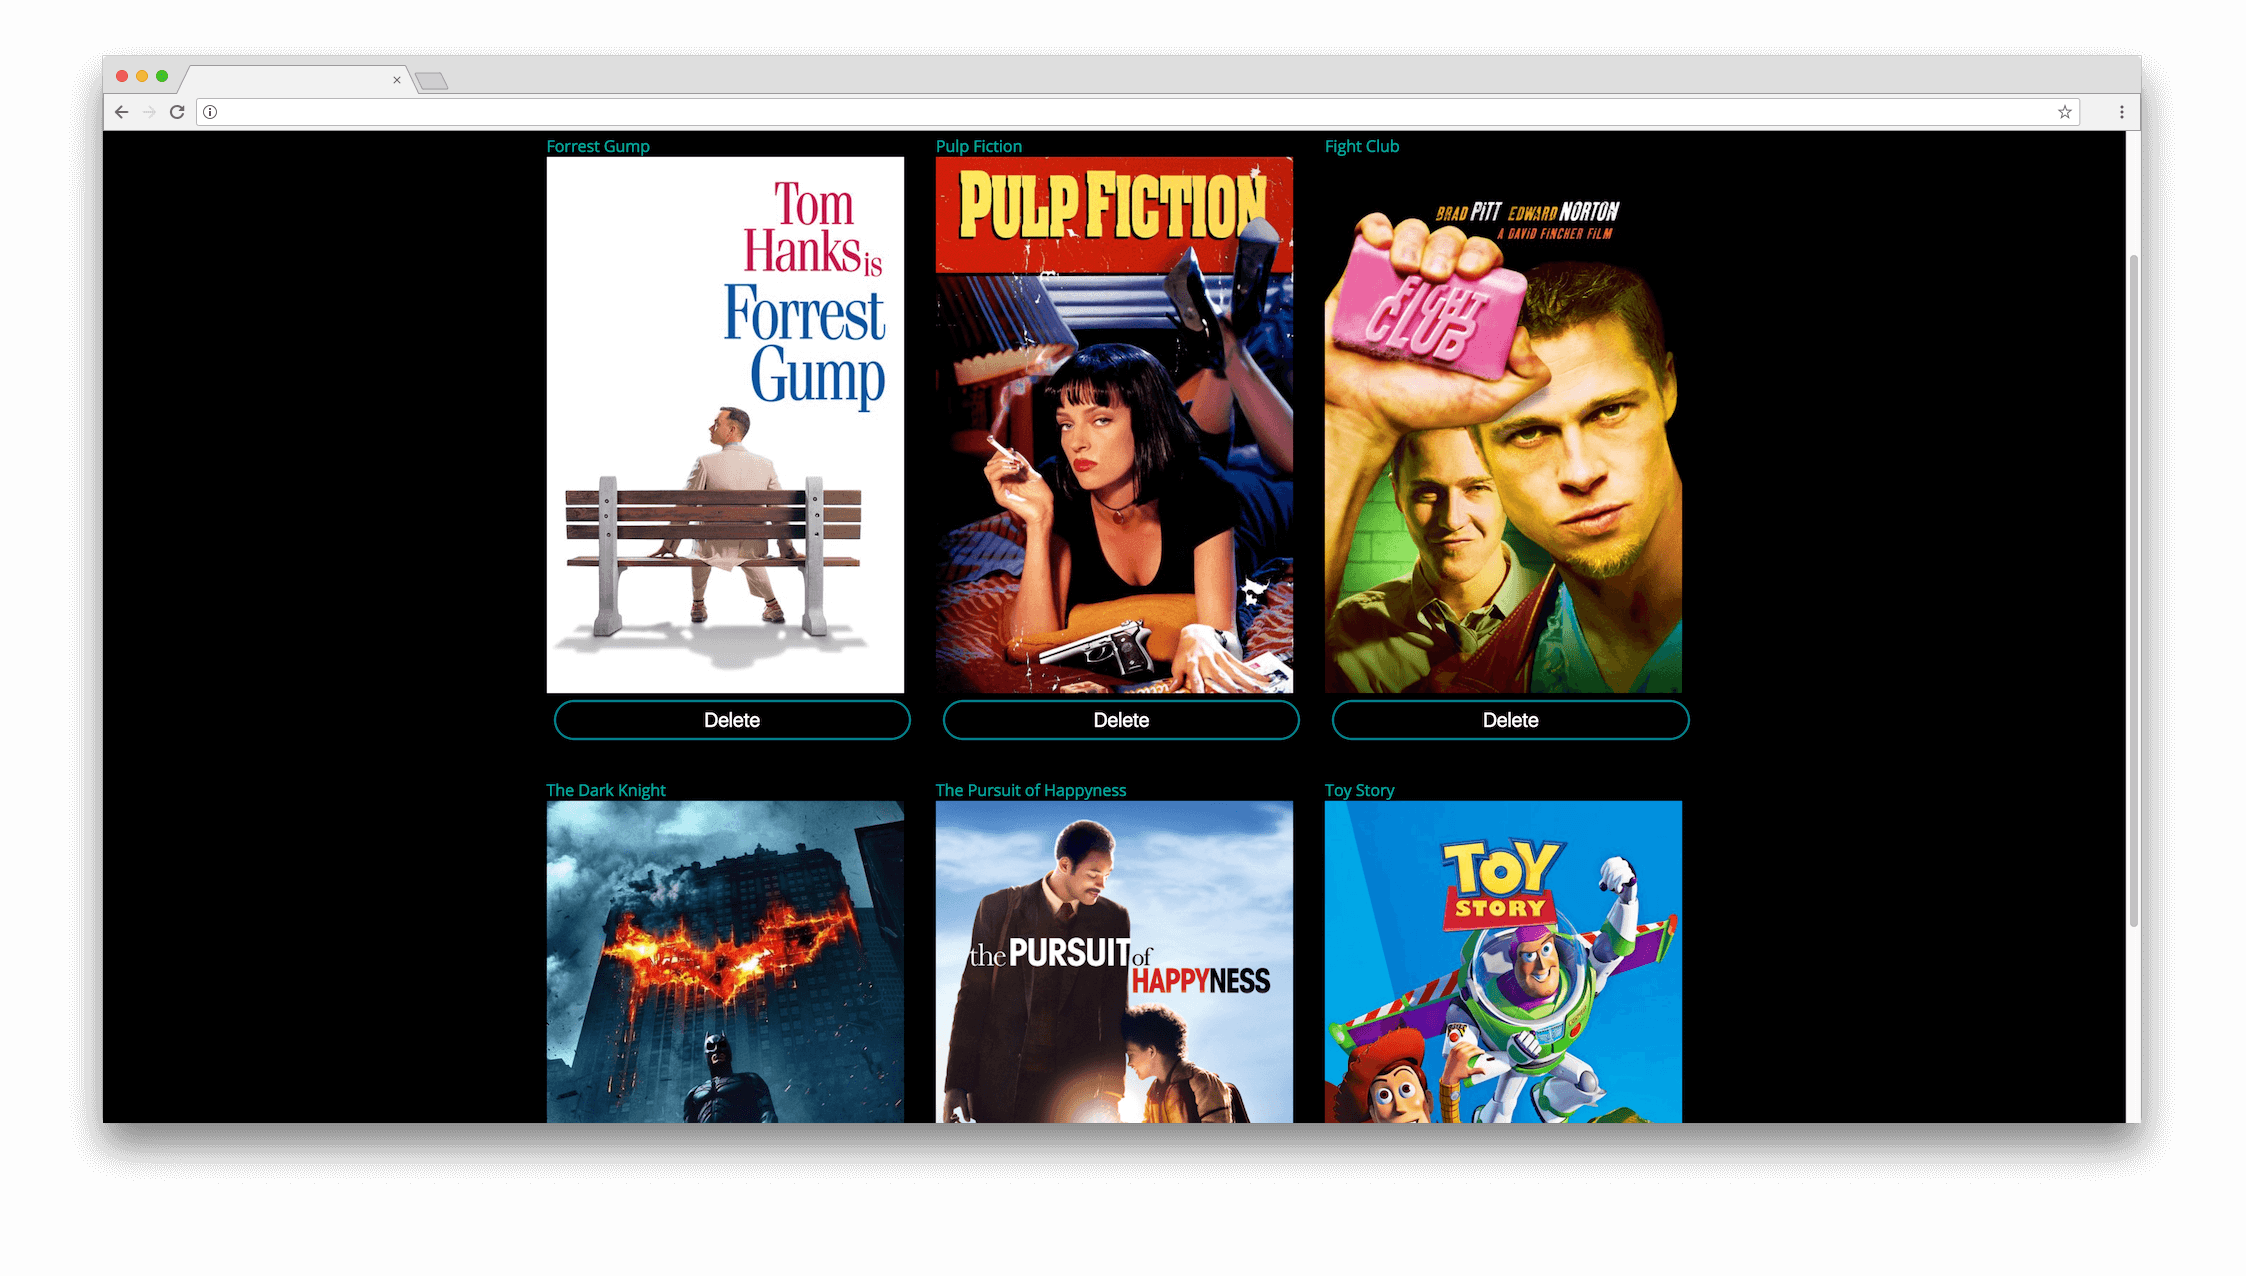 Forrest Gump
Pulp Fiction
Fight Club
Tom
Hanks is
Forrest
Gump
PULP FICTION
BRAD PITT EDWARD NORTON
A DAVID FINCHER FILM
FIGHT
CLUB
Delete
Delete
Delete
The Dark Knight
The Pursuit of Happyness
Toy Story
the PURSUIT of
HAPPYNESS
TOY
STORY